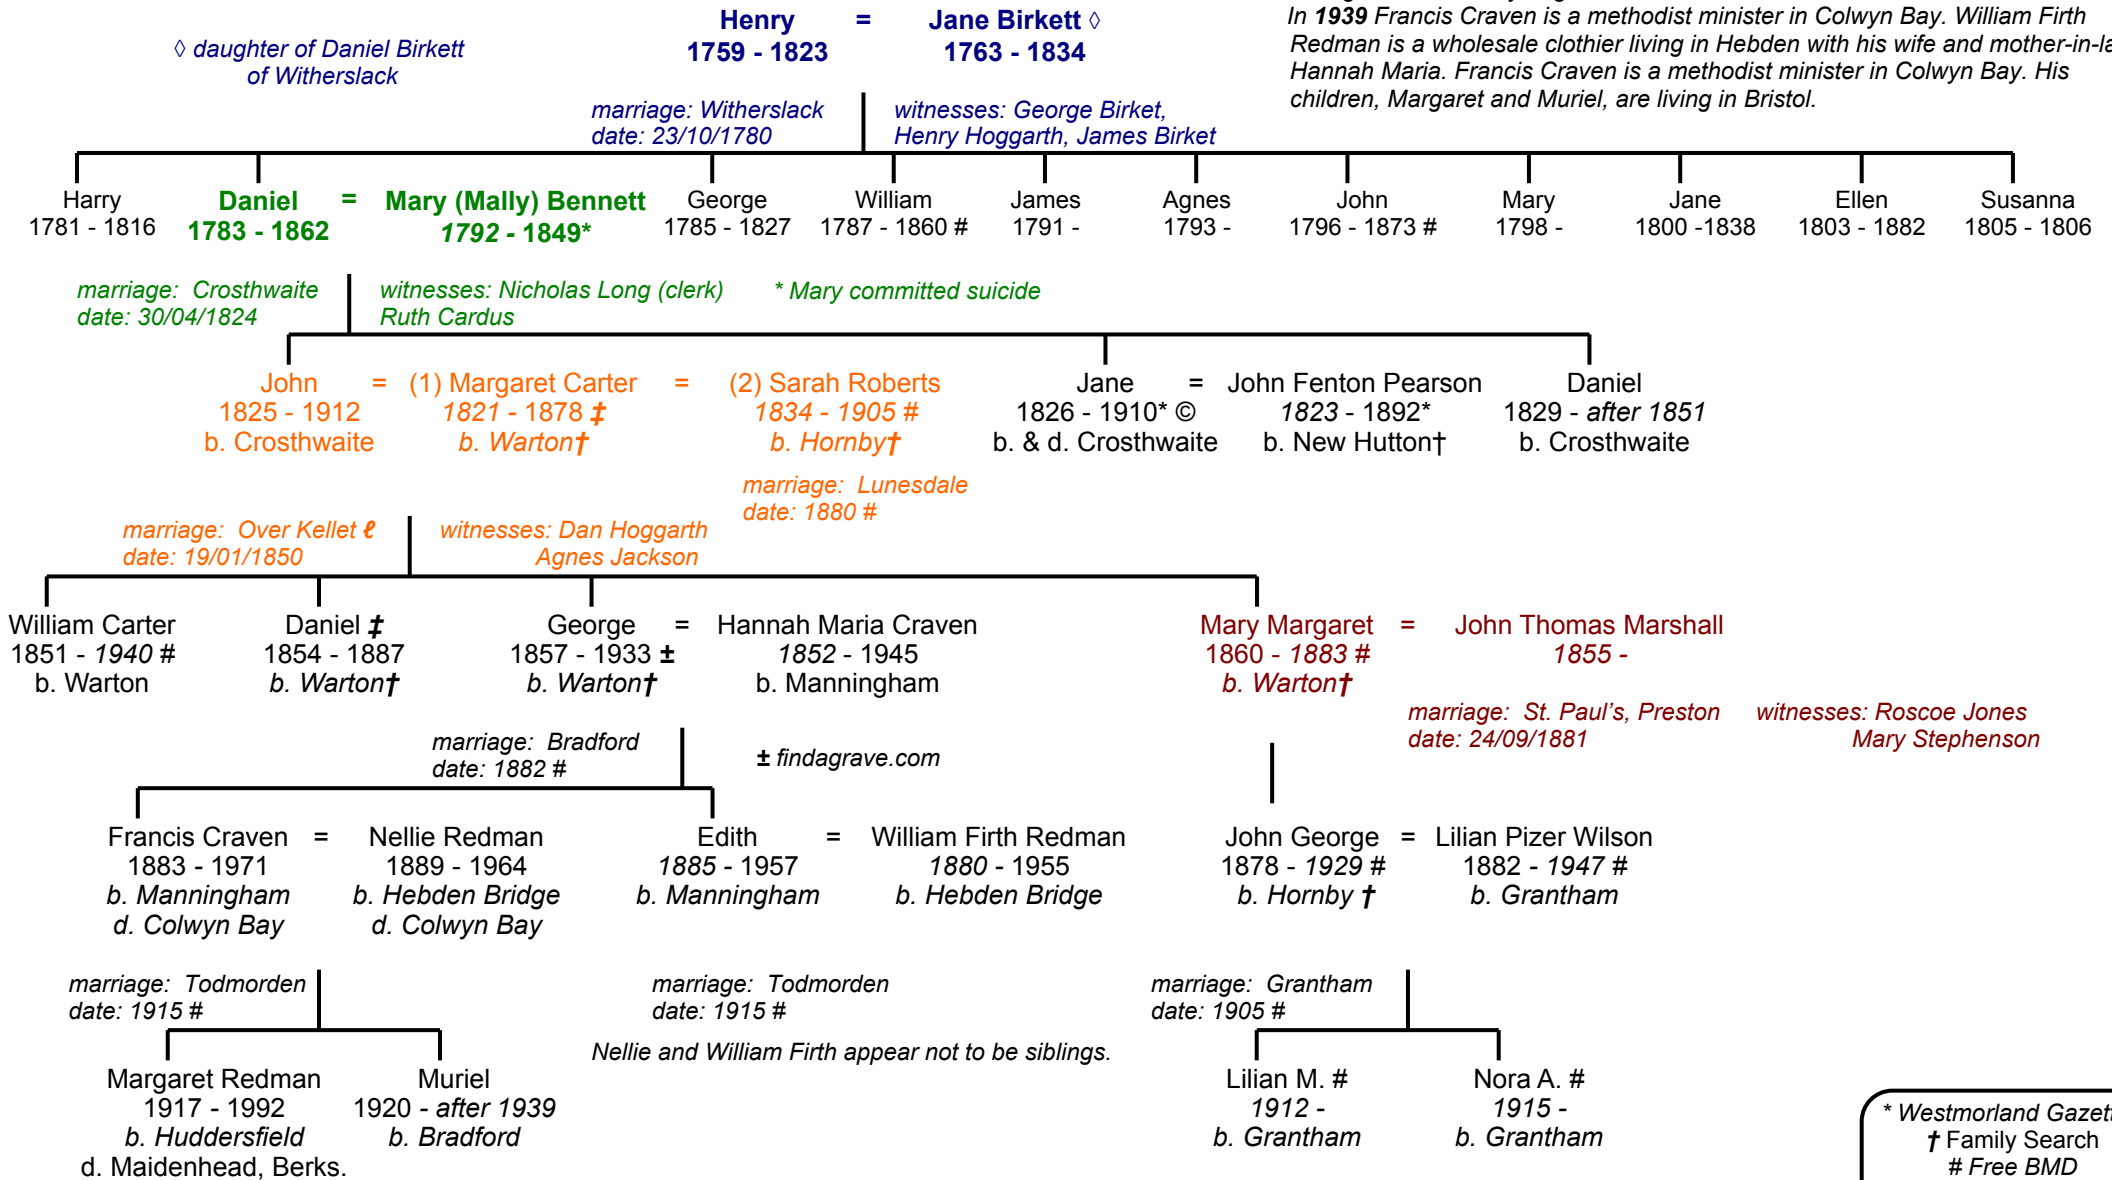 In 1939 Francis Craven is a methodist minister in Colwyn Bay. William Firth
Redman is a wholesale clothier living in Hebden with his wife and mother-in-la
Hannah Maria. Francis Craven is a methodist minister in Colwyn Bay. His
children, Margaret and Muriel, are living in Bristol.
Henry = Jane Birkett ◊
1759 - 1823 1763 - 1834
◊ daughter of Daniel Birkett
of Witherslack
marriage: Witherslack witnesses: George Birket,
date: 23/10/1780 Henry Hoggarth, James Birket
Harry Daniel = Mary (Mally) Bennett George William James Agnes John Mary Jane Ellen Susanna
1781 - 1816 1783 - 1862 1792 - 1849* 1785 - 1827 1787 - 1860 # 1791 - 1793 - 1796 - 1873 # 1798 - 1800 -1838 1803 - 1882 1805 - 1806
marriage: Crosthwaite witnesses: Nicholas Long (clerk) * Mary committed suicide
date: 30/04/1824 Ruth Cardus
John = (1) Margaret Carter = (2) Sarah Roberts Jane = John Fenton Pearson Daniel
1825 - 1912 1821 - 1878 ‡ 1834 - 1905 # 1826 - 1910* © 1823 - 1892* 1829 - after 1851
b. Crosthwaite b. Warton† b. Hornby† b. & d. Crosthwaite b. New Hutton† b. Crosthwaite
marriage: Lunesdale
date: 1880 #
marriage: Over Kellet ℓ witnesses: Dan Hoggarth
date: 19/01/1850 Agnes Jackson
William Carter Daniel ‡ George = Hannah Maria Craven Mary Margaret = John Thomas Marshall
1851 - 1940 # 1854 - 1887 1857 - 1933 ± 1852 - 1945 1860 - 1883 # 1855 -
b. Warton b. Warton† b. Warton† b. Manningham b. Warton†
marriage: St. Paul's, Preston witnesses: Roscoe Jones
date: 24/09/1881 Mary Stephenson
marriage: Bradford ± findagrave.com
date: 1882 #
Francis Craven = Nellie Redman Edith = William Firth Redman John George = Lilian Pizer Wilson
1883 - 1971 1889 - 1964 1885 - 1957 1880 - 1955 1878 - 1929 # 1882 - 1947 #
b. Manningham b. Hebden Bridge b. Manningham b. Hebden Bridge b. Hornby † b. Grantham
d. Colwyn Bay d. Colwyn Bay
marriage: Todmorden marriage: Todmorden marriage: Grantham
date: 1915 # date: 1915 # date: 1905 #
Nellie and William Firth appear not to be siblings.
Margaret Redman Muriel Lilian M. # Nora A. #
1917 - 1992 1920 - after 1939 1912 - 1915 -
b. Huddersfield b. Bradford b. Grantham b. Grantham
d. Maidenhead, Berks.
* Westmorland Gazett
† Family Search
# Free BMD